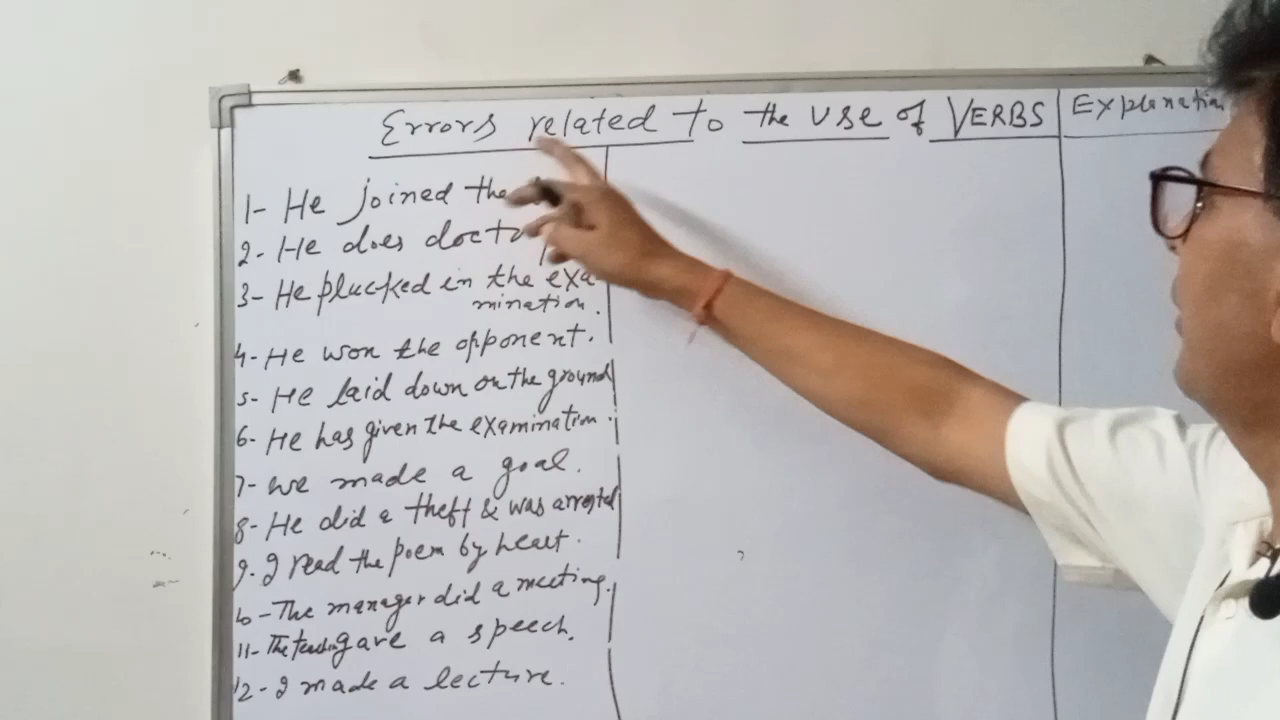 Errors related to the use of VERBS
Explanation
1- He joined the
2. He does
3- He plucked in the exa-
mination.
4- He won the opponent.
5- He laid down on the ground
6- He has given the examination.
7- we made a goal.
8- He did a theft & was arrested
9. I read the poem by heart.
10- The manager did a meeting.
11- The gave a speech.
12- I made a lecture.